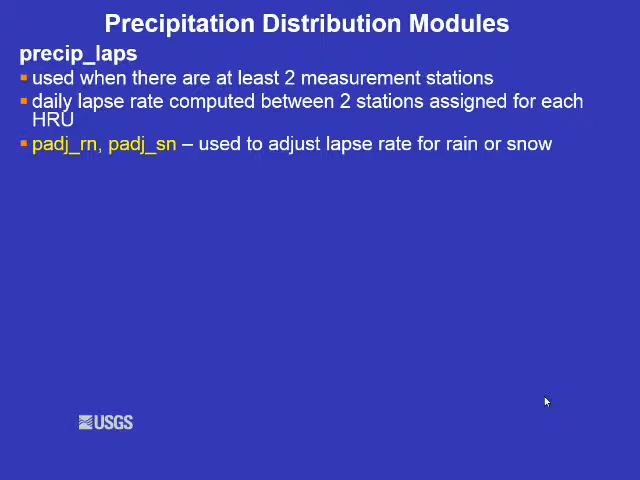 Precipitation Distribution Modules
precip_laps
used when there are at least 2 measurement stations
daily lapse rate computed between 2 stations assigned for each
HRU
padj_rn, padj_sn – used to adjust lapse rate for rain or snow
USGS